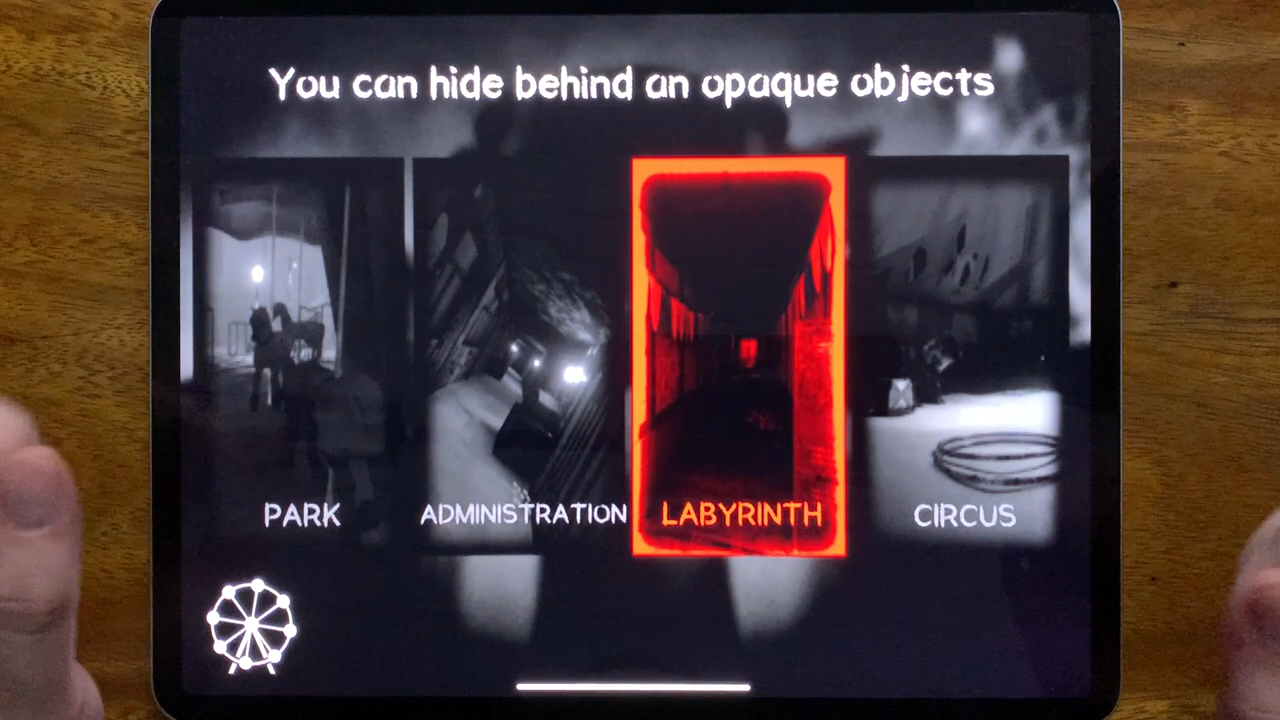 You can hide behind an opaque objects
PARK
ADMINISTRATION
LABYRINTH
CIRCUS